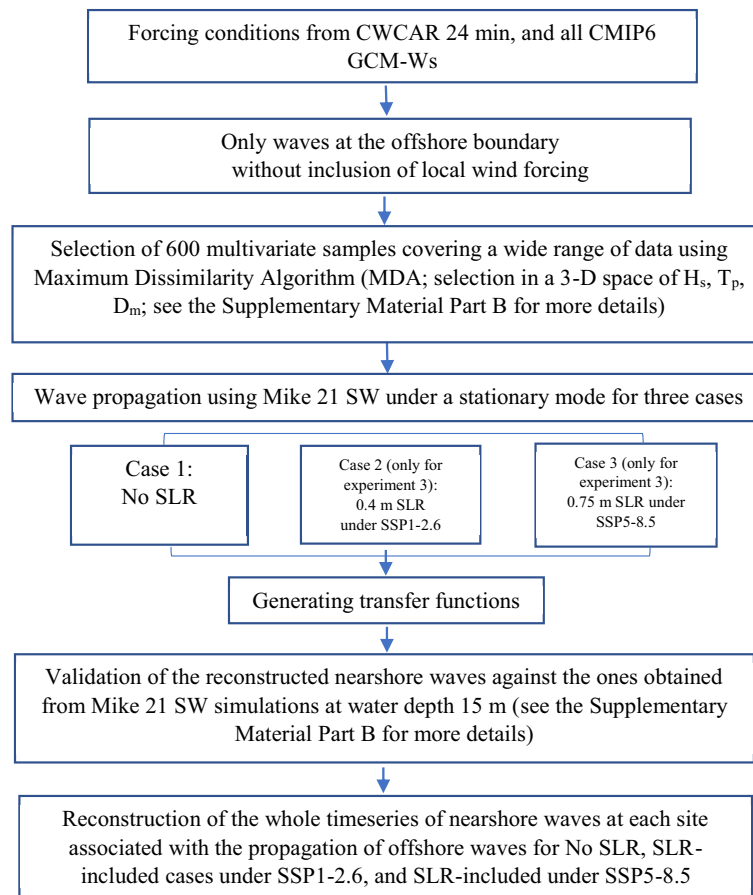 Forcing conditions from CWCAR 24 min, and all CMIP6
GCM-Ws
Only waves at the offshore boundary
without inclusion of local wind forcing
Selection of 600 multivariate samples covering a wide range of data using
Maximum Dissimilarity Algorithm (MDA; selection in a 3-D space of Hₛ, Tₚ,
Dₘ; see the Supplementary Material Part B for more details)
Wave propagation using Mike 21 SW under a stationary mode for three cases
Case 1:
No SLR
Case 2 (only for
experiment 3):
0.4 m SLR
under SSP1-2.6
Case 3 (only for
experiment 3):
0.75 m SLR under
SSP5-8.5
Generating transfer functions
Validation of the reconstructed nearshore waves against the ones obtained
from Mike 21 SW simulations at water depth 15 m (see the Supplementary
Material Part B for more details)
Reconstruction of the whole timeseries of nearshore waves at each site
associated with the propagation of offshore waves for No SLR, SLR-
included cases under SSP1-2.6, and SLR-included under SSP5-8.5